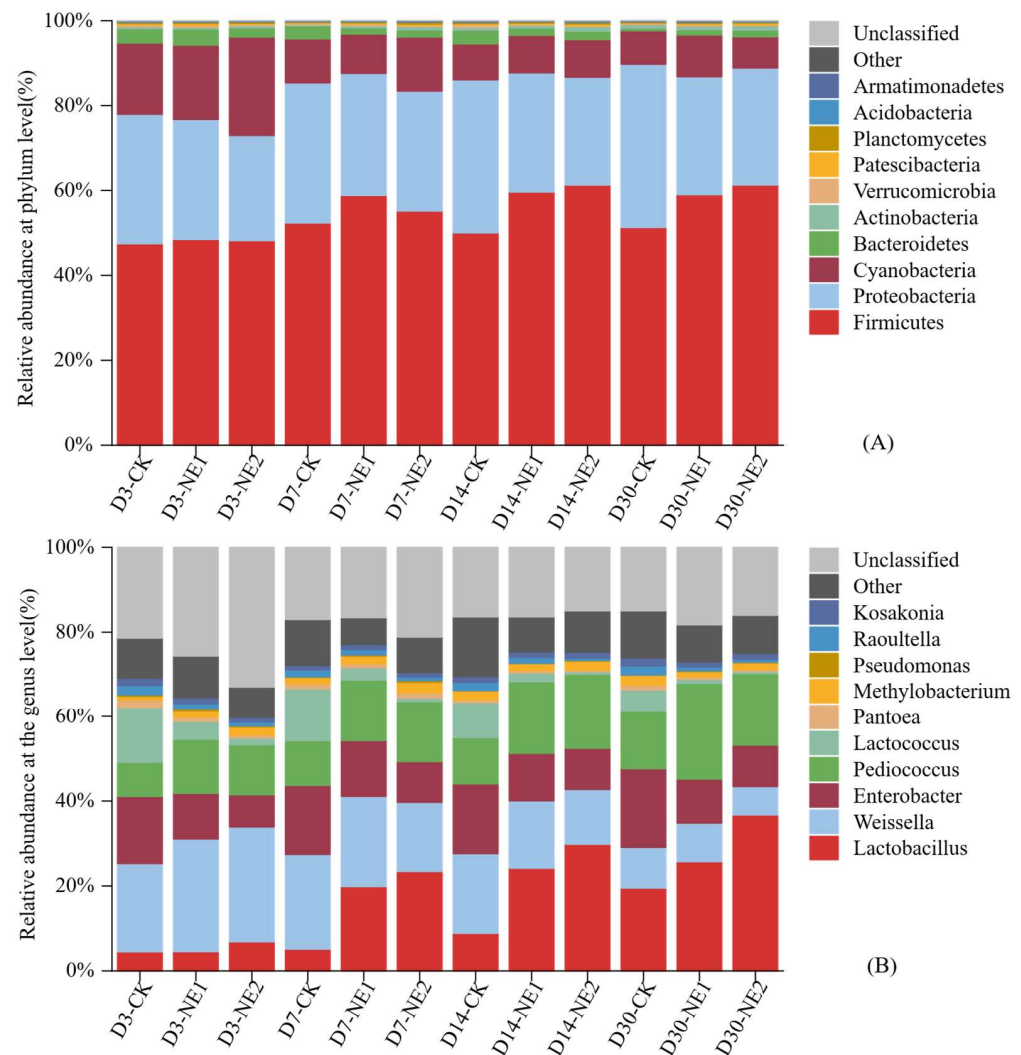 Relative abundance at phylum level(%)
100%
80%
60%
40%
20%
0%
D3-CK
D3-NE1
D3-NE2
D7-CK
D7-NE1
D7-NE2
D14-CK
D14-NE1
D14-NE2
D30-CK
D30-NE1
D30-NE2
Unclassified
Other
Armatimonadetes
Acidobacteria
Planctomycetes
Patescibacteria
Verrucomicrobia
Actinobacteria
Bacteroidetes
Cyanobacteria
Proteobacteria
Firmicutes
(A)
Relative abundance at the genus level(%)
100%
80%
60%
40%
20%
0%
D3-CK
D3-NE1
D3-NE2
D7-CK
D7-NE1
D7-NE2
D14-CK
D14-NE1
D14-NE2
D30-CK
D30-NE1
D30-NE2
Unclassified
Other
Kosakonia
Raoultella
Pseudomonas
Methylobacterium
Pantoea
Lactococcus
Pediococcus
Enterobacter
Weissella
Lactobacillus
(B)